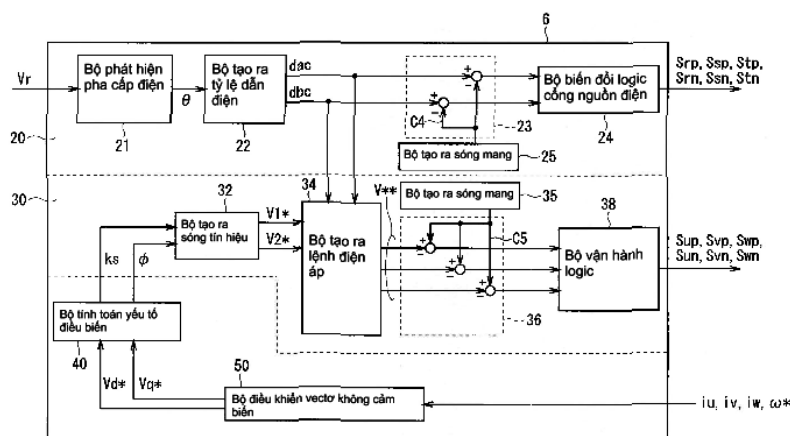 6
Vr
Bộ phát hiện
pha cấp điện
21
θ
Bộ tạo ra
tỷ lệ dẫn
điện
22
dac
dbc
+
-
+
-
C4
23
Bộ biến đổi logic
cổng nguồn điện
24
Srp, Ssp, Stp,
Srn, Ssn, Stn
20
Bộ tạo ra sóng mang
25
30
32
Bộ tạo ra
sóng tín hiệu
V1*
V2*
34
Bộ tạo ra
lệnh điện
áp
V**
Bộ tạo ra sóng mang
35
+
-
+
-
+
-
C5
36
38
Bộ vận hành
logic
Sup, Svp, Swp,
Sun, Svn, Swn
ks
ϕ
Bộ tính toán yếu tố
điều biến
40
Vd*
Vq*
50
Bộ điều khiển vectơ không cảm
biến
iu, iv, iw, ω*